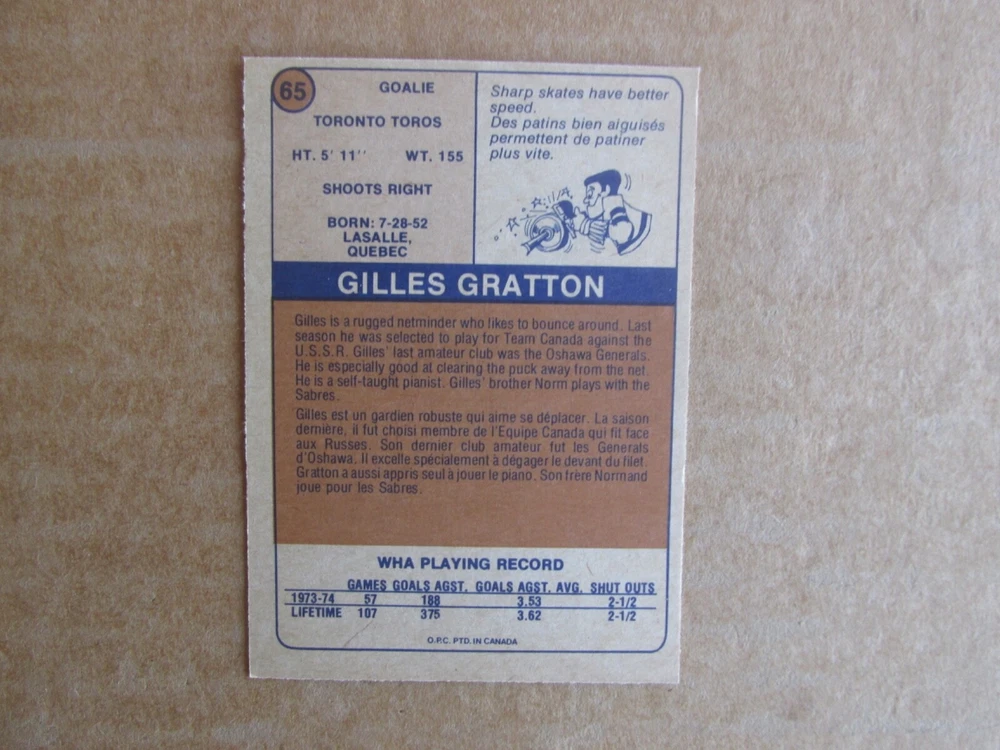 65
GOALIE
TORONTO TOROS
HT. 5' 11'' WT. 155
SHOOTS RIGHT
BORN: 7-28-52
LASALLE,
QUEBEC
Sharp skates have better
speed.
Des patins bien aiguisés
permettent de patiner
plus vite.
GILLES GRATTON
Gilles is a rugged netminder who likes to bounce around. Last
season he was selected to play for Team Canada against the
U.S.S.R. Gilles' last amateur club was the Oshawa Generals.
He is especially good at clearing the puck away from the net.
He is a self-taught pianist. Gilles' brother Norm plays with the
Sabres.
Gilles est un gardien robuste qui aime se déplacer. La saison
dernière, il fut choisi membre de l'Equipe Canada qui fit face
aux Russes. Son dernier club amateur fut les Generals
d'Oshawa. Il excelle spécialement à dégager le devant du filet.
Gratton a aussi appris seul à jouer le piano. Son frere Normand
joue pour les Sabres.
WHA PLAYING RECORD
GAMES GOALS AGST. GOALS AGST. AVG. SHUT OUTS
1973-74 57 188 3.53 2-1/2
LIFETIME 107 375 3.62 2-1/2
O.P.C. PTD. IN CANADA